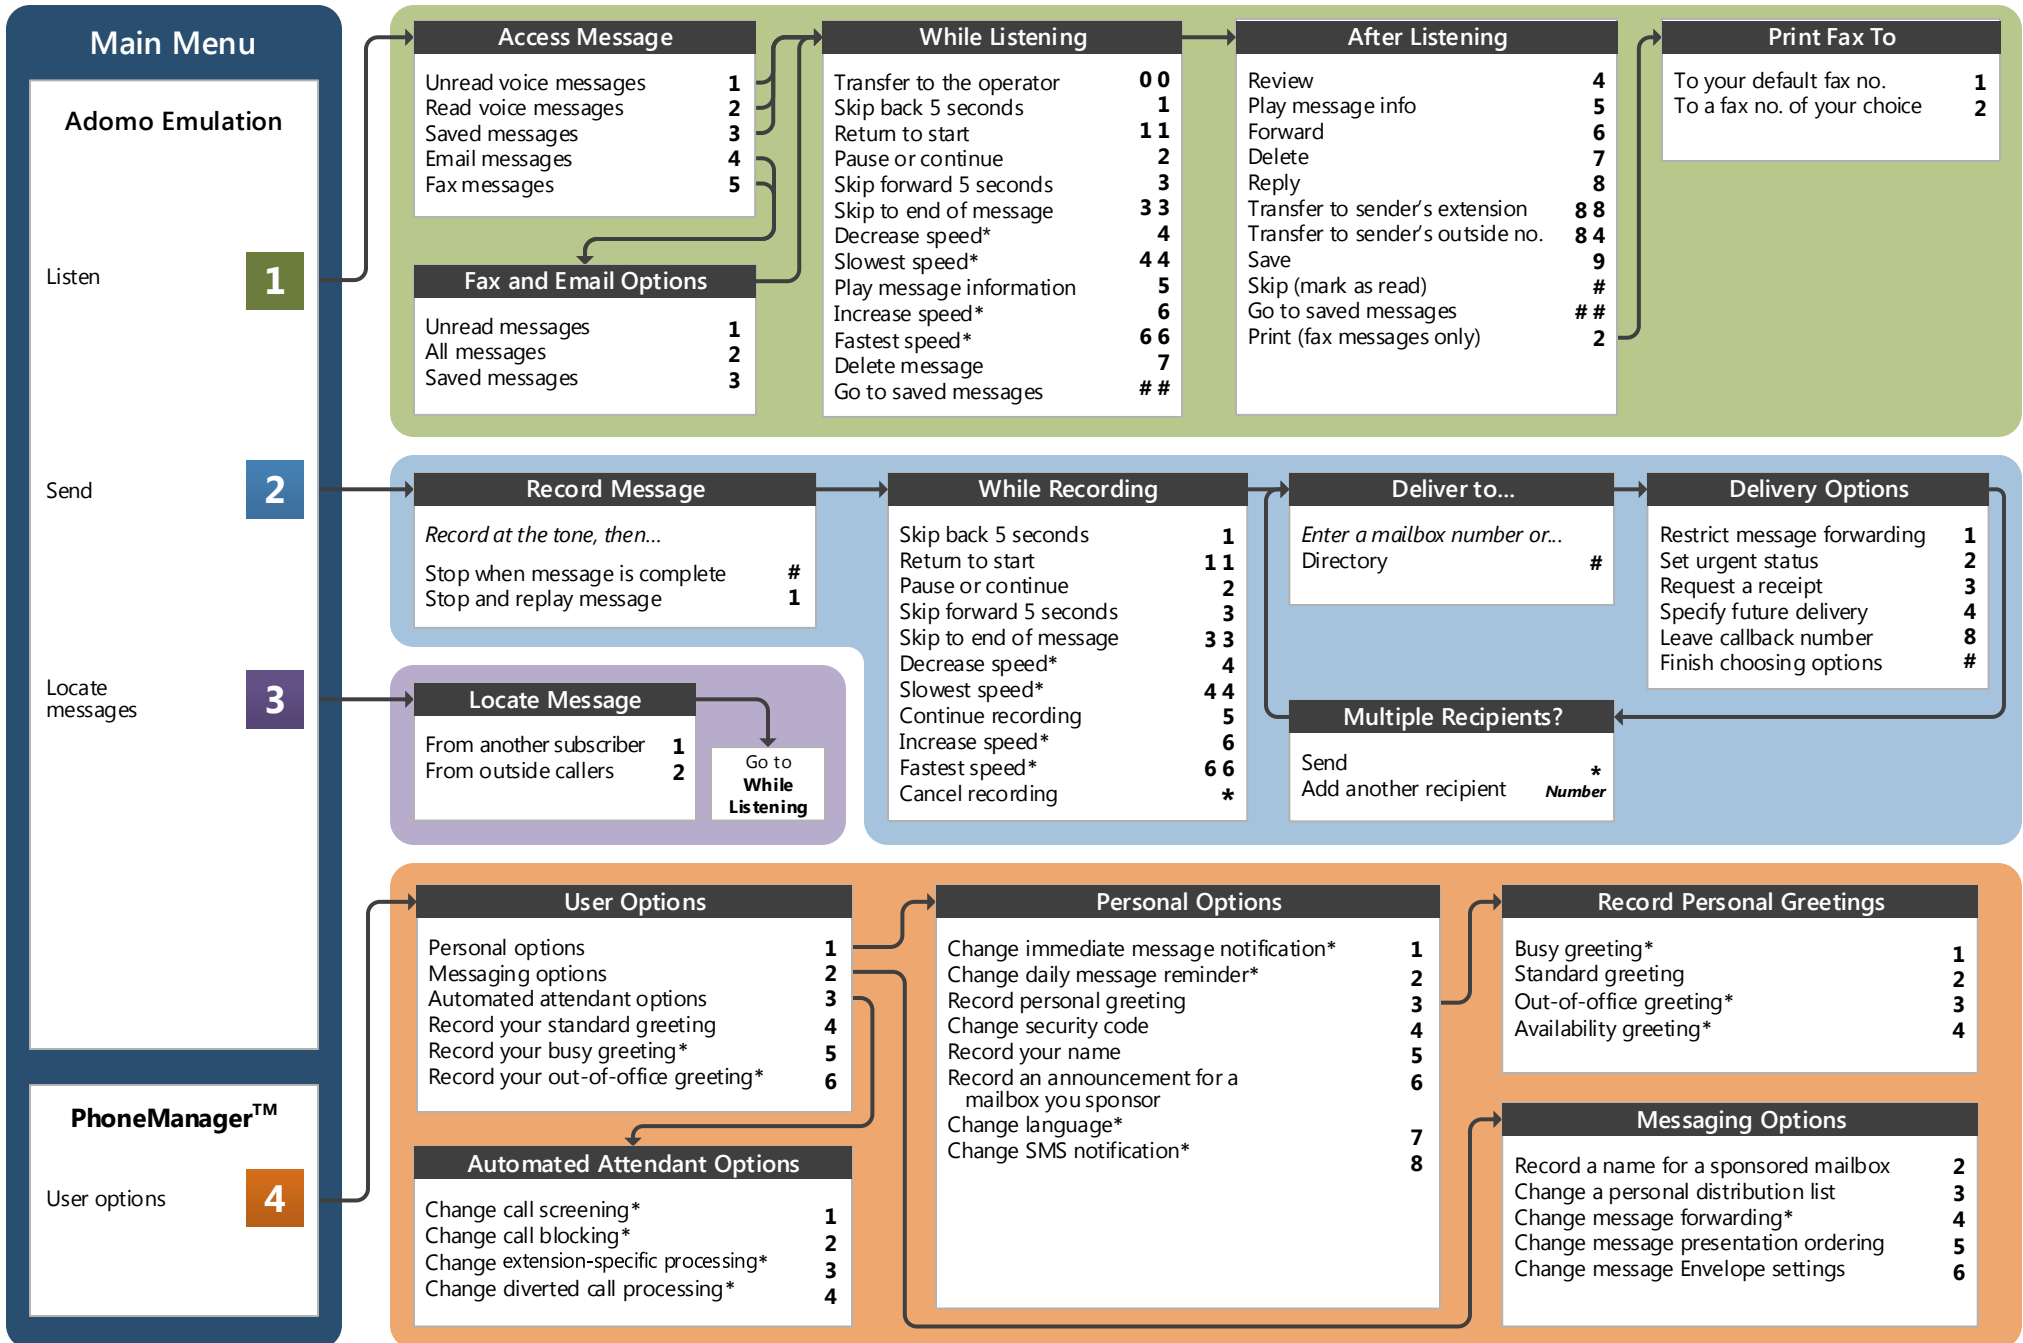 Main Menu
Adomo Emulation
Listen 1
Send 2
Locate
messages 3
PhoneManager™
User options 4
Access Message
Unread voice messages 1
Read voice messages 2
Saved messages 3
Email messages 4
Fax messages 5
Fax and Email Options
Unread messages 1
All messages 2
Saved messages 3
While Listening
Transfer to the operator 0 0
Skip back 5 seconds 1
Return to start 1 1
Pause or continue 2
Skip forward 5 seconds 3
Skip to end of message 3 3
Decrease speed* 4
Slowest speed* 4 4
Play message information 5
Increase speed* 6
Fastest speed* 6 6
Delete message 7
Go to saved messages # #
After Listening
Review 4
Play message info 5
Forward 6
Delete 7
Reply 8
Transfer to sender's extension 8 8
Transfer to sender's outside no. 8 4
Save 9
Skip (mark as read) #
Go to saved messages # #
Print (fax messages only) 2
Print Fax To
To your default fax no. 1
To a fax no. of your choice 2
Record Message
Record at the tone, then...
Stop when message is complete #
Stop and replay message 1
While Recording
Skip back 5 seconds 1
Return to start 1 1
Pause or continue 2
Skip forward 5 seconds 3
Skip to end of message 3 3
Decrease speed* 4
Slowest speed* 4 4
Continue recording 5
Increase speed* 6
Fastest speed* 6 6
Cancel recording *
Deliver to...
Enter a mailbox number or...
Directory #
Delivery Options
Restrict message forwarding 1
Set urgent status 2
Request a receipt 3
Specify future delivery 4
Leave callback number 8
Finish choosing options #
Multiple Recipients?
Send *
Add another recipient Number
Locate Message
From another subscriber 1
From outside callers 2
Go to
While
Listening
User Options
Personal options 1
Messaging options 2
Automated attendant options 3
Record your standard greeting 4
Record your busy greeting* 5
Record your out-of-office greeting* 6
Automated Attendant Options
Change call screening* 1
Change call blocking* 2
Change extension-specific processing* 3
Change diverted call processing* 4
Personal Options
Change immediate message notification* 1
Change daily message reminder* 2
Record personal greeting 3
Change security code 4
Record your name 5
Record an announcement for a 6
mailbox you sponsor
Change language* 7
Change SMS notification* 8
Record Personal Greetings
Busy greeting* 1
Standard greeting 2
Out-of-office greeting* 3
Availability greeting* 4
Messaging Options
Record a name for a sponsored mailbox 2
Change a personal distribution list 3
Change message forwarding* 4
Change message presentation ordering 5
Change message Envelope settings 6